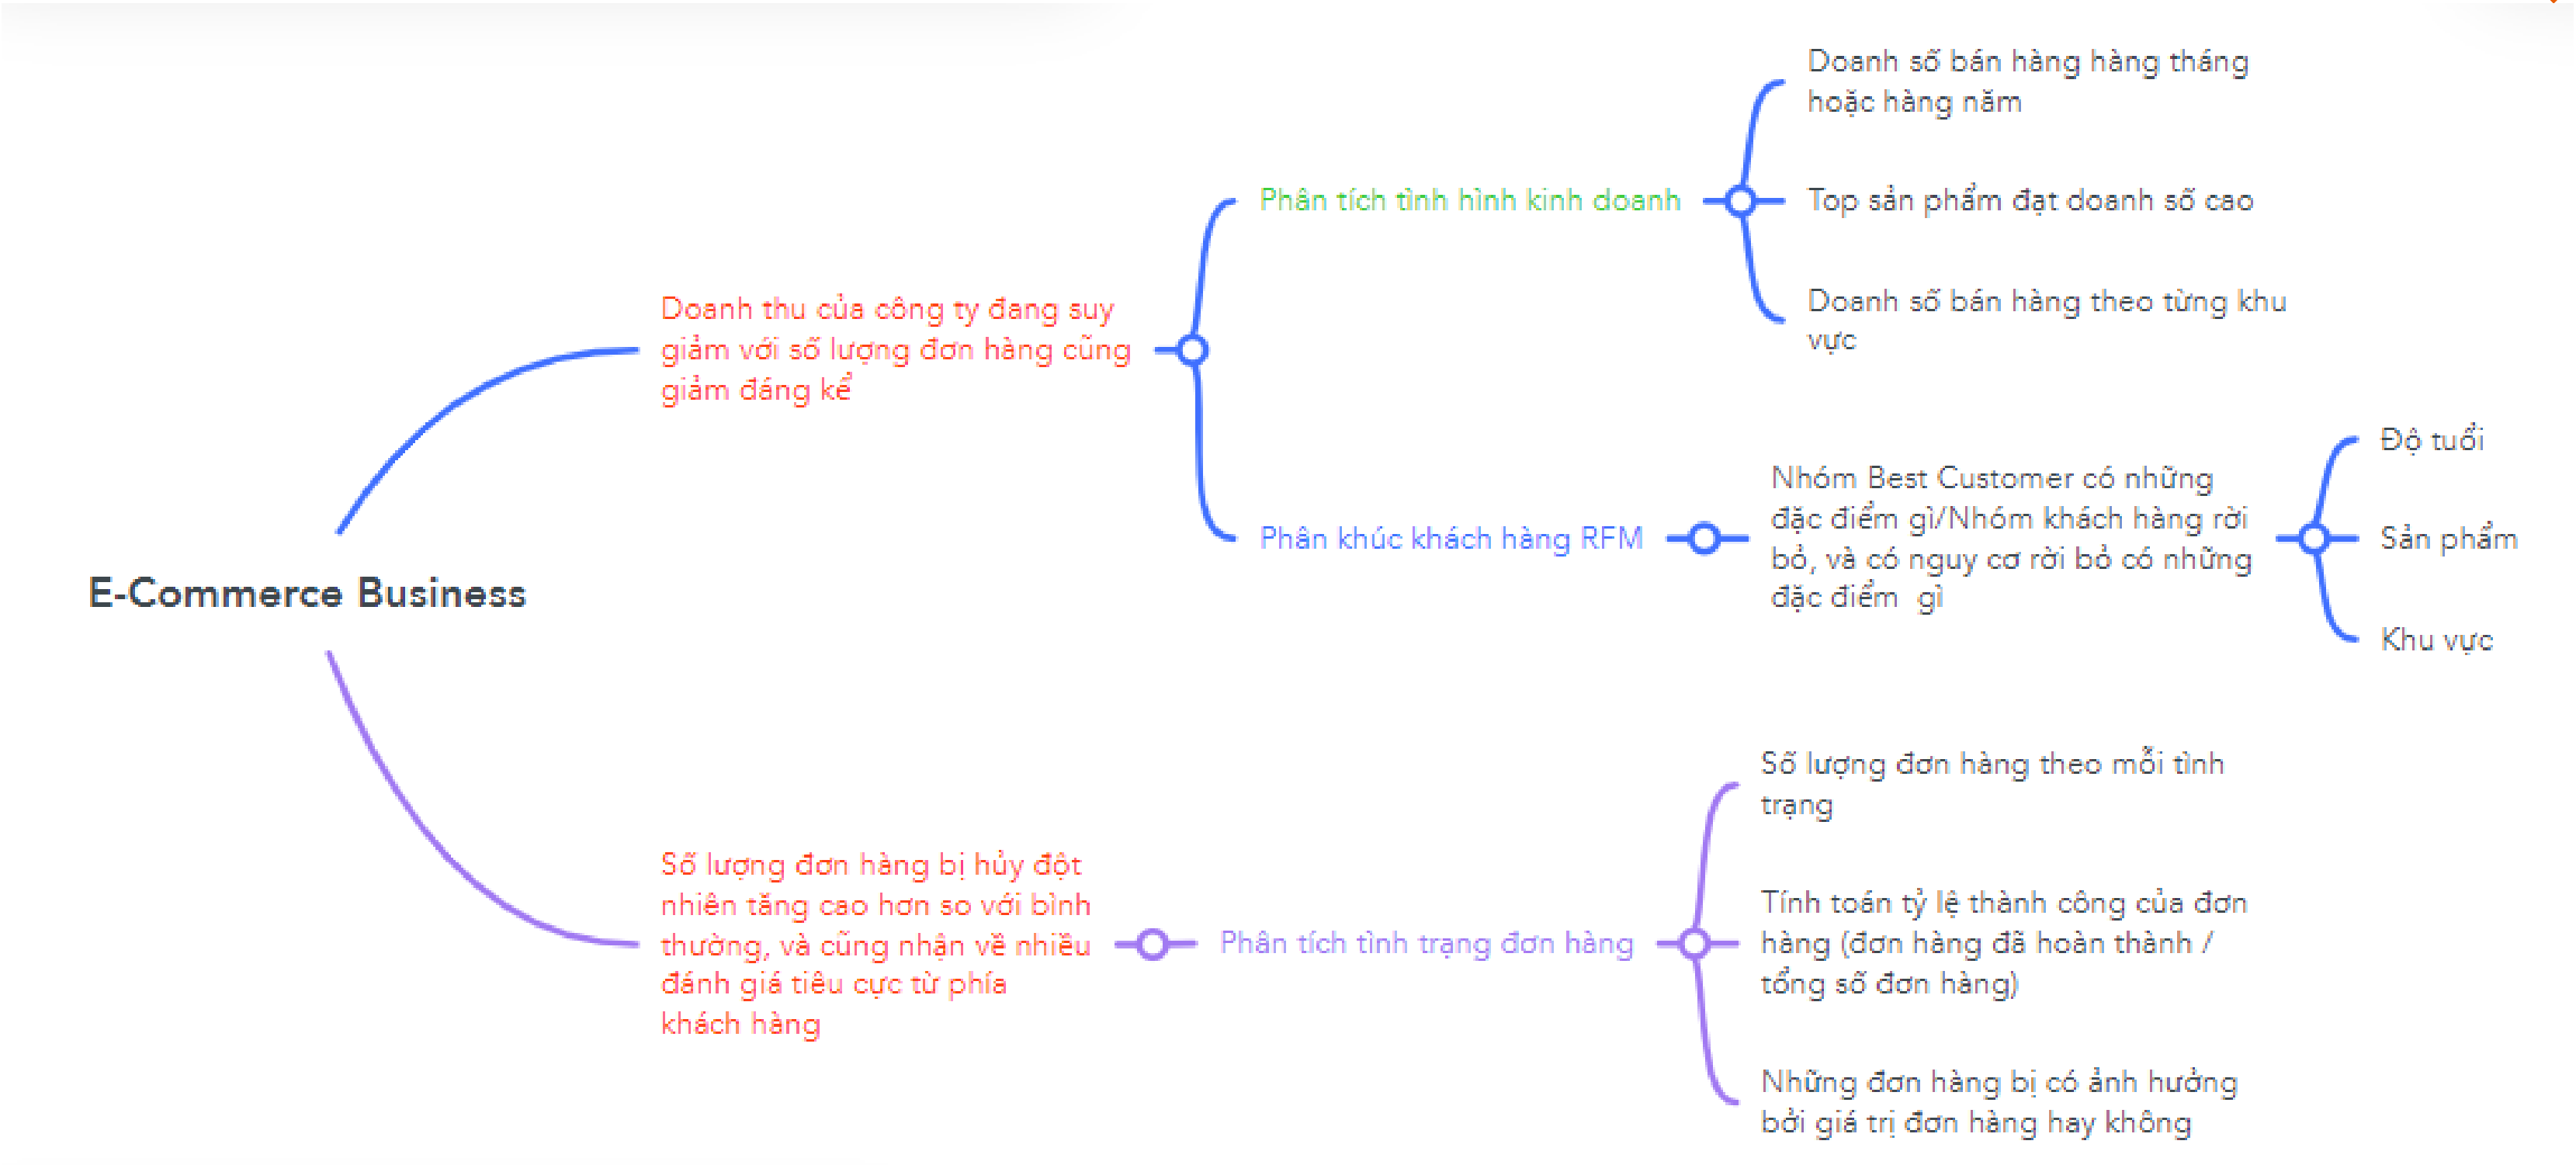 Doanh số bán hàng hàng tháng
hoặc hàng năm
Phân tích tình hình kinh doanh
Top sản phẩm đạt doanh số cao
Doanh thu của công ty đang suy
giảm với số lượng đơn hàng cũng
giảm đáng kể
Doanh số bán hàng theo từng khu
vực
Phân khúc khách hàng RFM
Nhóm Best Customer có những
đặc điểm gì/Nhóm khách hàng rời
bỏ, và có nguy cơ rời bỏ có những
đặc điểm  gì
Độ tuổi
Sản phẩm
Khu vực
E-Commerce Business
Số lượng đơn hàng bị hủy đột
nhiên tăng cao hơn so với bình
thường, và cũng nhận về nhiều
đánh giá tiêu cực từ phía
khách hàng
Phân tích tình trạng đơn hàng
Số lượng đơn hàng theo mỗi tình
trạng
Tính toán tỷ lệ thành công của đơn
hàng (đơn hàng đã hoàn thành /
tổng số đơn hàng)
Những đơn hàng bị có ảnh hưởng
bởi giá trị đơn hàng hay không